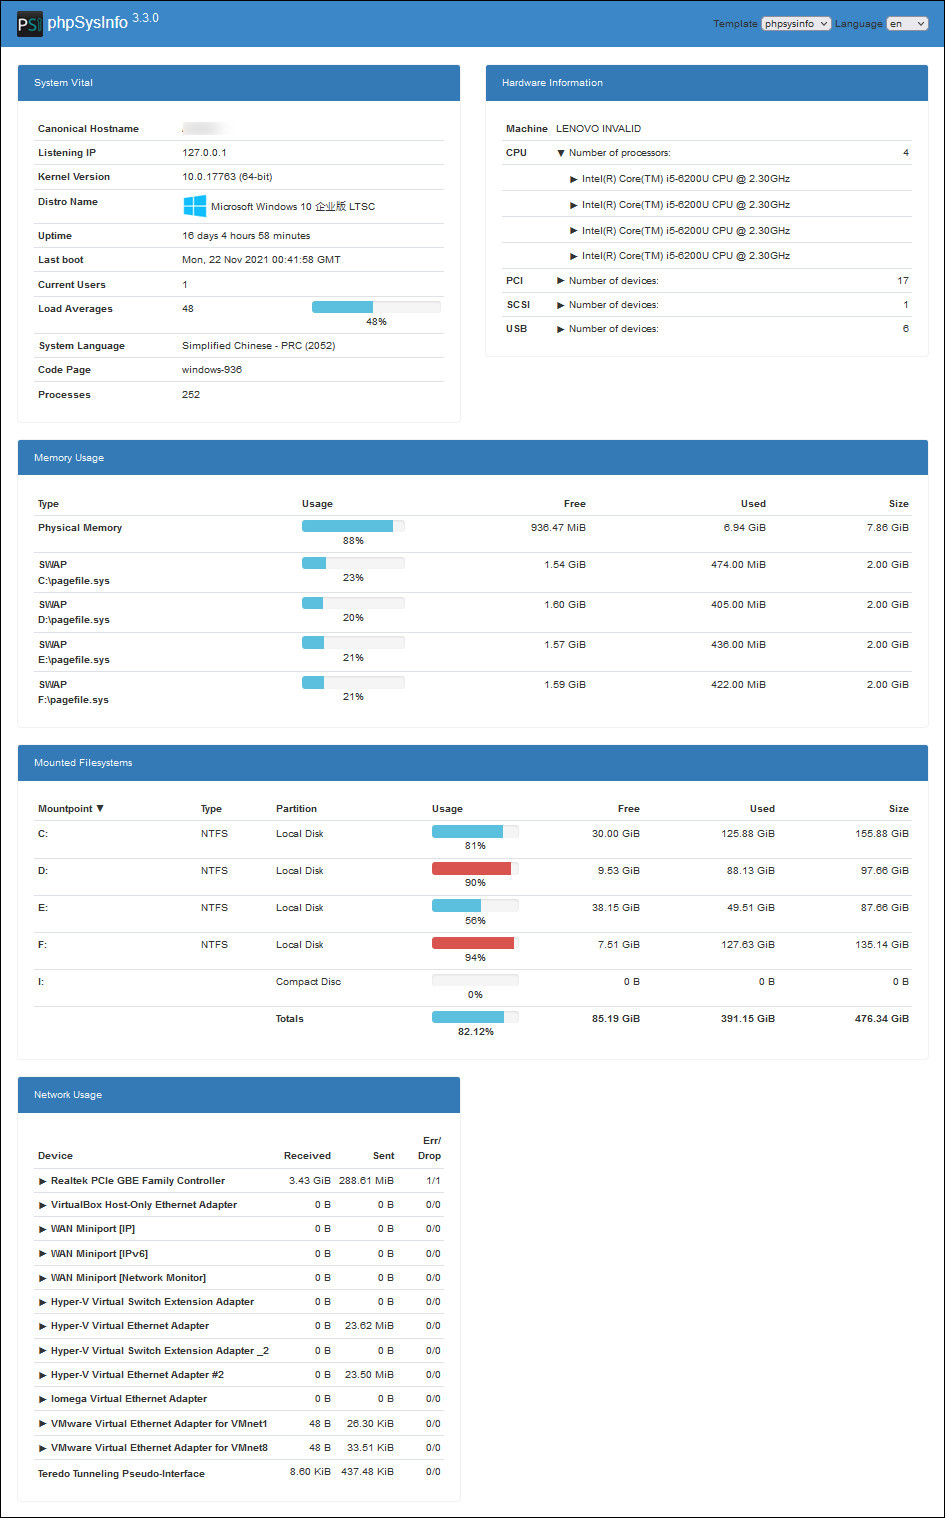 PSi phpSysInfo 3.3.0
Template phpsysinfo Language en
System Vital
Canonical Hostname
Listening IP 127.0.0.1
Kernel Version 10.0.17763 (64-bit)
Distro Name Microsoft Windows 10 企业版 LTSC
Uptime 16 days 4 hours 58 minutes
Last boot Mon, 22 Nov 2021 00:41:58 GMT
Current Users 1
Load Averages 48
48%
System Language Simplified Chinese - PRC (2052)
Code Page windows-936
Processes 252
Hardware Information
Machine LENOVO INVALID
CPU ▼ Number of processors: 4
▶ Intel(R) Core(TM) i5-6200U CPU @ 2.30GHz
▶ Intel(R) Core(TM) i5-6200U CPU @ 2.30GHz
▶ Intel(R) Core(TM) i5-6200U CPU @ 2.30GHz
▶ Intel(R) Core(TM) i5-6200U CPU @ 2.30GHz
PCI ▶ Number of devices: 17
SCSI ▶ Number of devices: 1
USB ▶ Number of devices: 6
Memory Usage
Type Usage Free Used Size
Physical Memory 936.47 MiB 6.94 GiB 7.86 GiB
88%
SWAP 1.54 GiB 474.00 MiB 2.00 GiB
C:\pagefile.sys 23%
SWAP 1.60 GiB 405.00 MiB 2.00 GiB
D:\pagefile.sys 20%
SWAP 1.57 GiB 436.00 MiB 2.00 GiB
E:\pagefile.sys 21%
SWAP 1.59 GiB 422.00 MiB 2.00 GiB
F:\pagefile.sys 21%
Mounted Filesystems
Mountpoint ▼ Type Partition Usage Free Used Size
C: NTFS Local Disk 30.00 GiB 125.88 GiB 155.88 GiB
81%
D: NTFS Local Disk 9.53 GiB 88.13 GiB 97.66 GiB
90%
E: NTFS Local Disk 38.15 GiB 49.51 GiB 87.66 GiB
56%
F: NTFS Local Disk 7.51 GiB 127.63 GiB 135.14 GiB
94%
I: Compact Disc 0 B 0 B 0 B
0%
Totals 85.19 GiB 391.15 GiB 476.34 GiB
82.12%
Network Usage
Device Received Sent Err/
Drop
▶ Realtek PCIe GBE Family Controller 3.43 GiB 288.61 MiB 1/1
▶ VirtualBox Host-Only Ethernet Adapter 0 B 0 B 0/0
▶ WAN Miniport [IP] 0 B 0 B 0/0
▶ WAN Miniport [IPv6] 0 B 0 B 0/0
▶ WAN Miniport [Network Monitor] 0 B 0 B 0/0
▶ Hyper-V Virtual Switch Extension Adapter 0 B 0 B 0/0
▶ Hyper-V Virtual Ethernet Adapter 0 B 23.62 MiB 0/0
▶ Hyper-V Virtual Switch Extension Adapter _2 0 B 0 B 0/0
▶ Hyper-V Virtual Ethernet Adapter #2 0 B 23.50 MiB 0/0
▶ Iomega Virtual Ethernet Adapter 0 B 0 B 0/0
▶ VMware Virtual Ethernet Adapter for VMnet1 48 B 26.30 KiB 0/0
▶ VMware Virtual Ethernet Adapter for VMnet8 48 B 33.51 KiB 0/0
Teredo Tunneling Pseudo-Interface 8.60 KiB 437.48 KiB 0/0